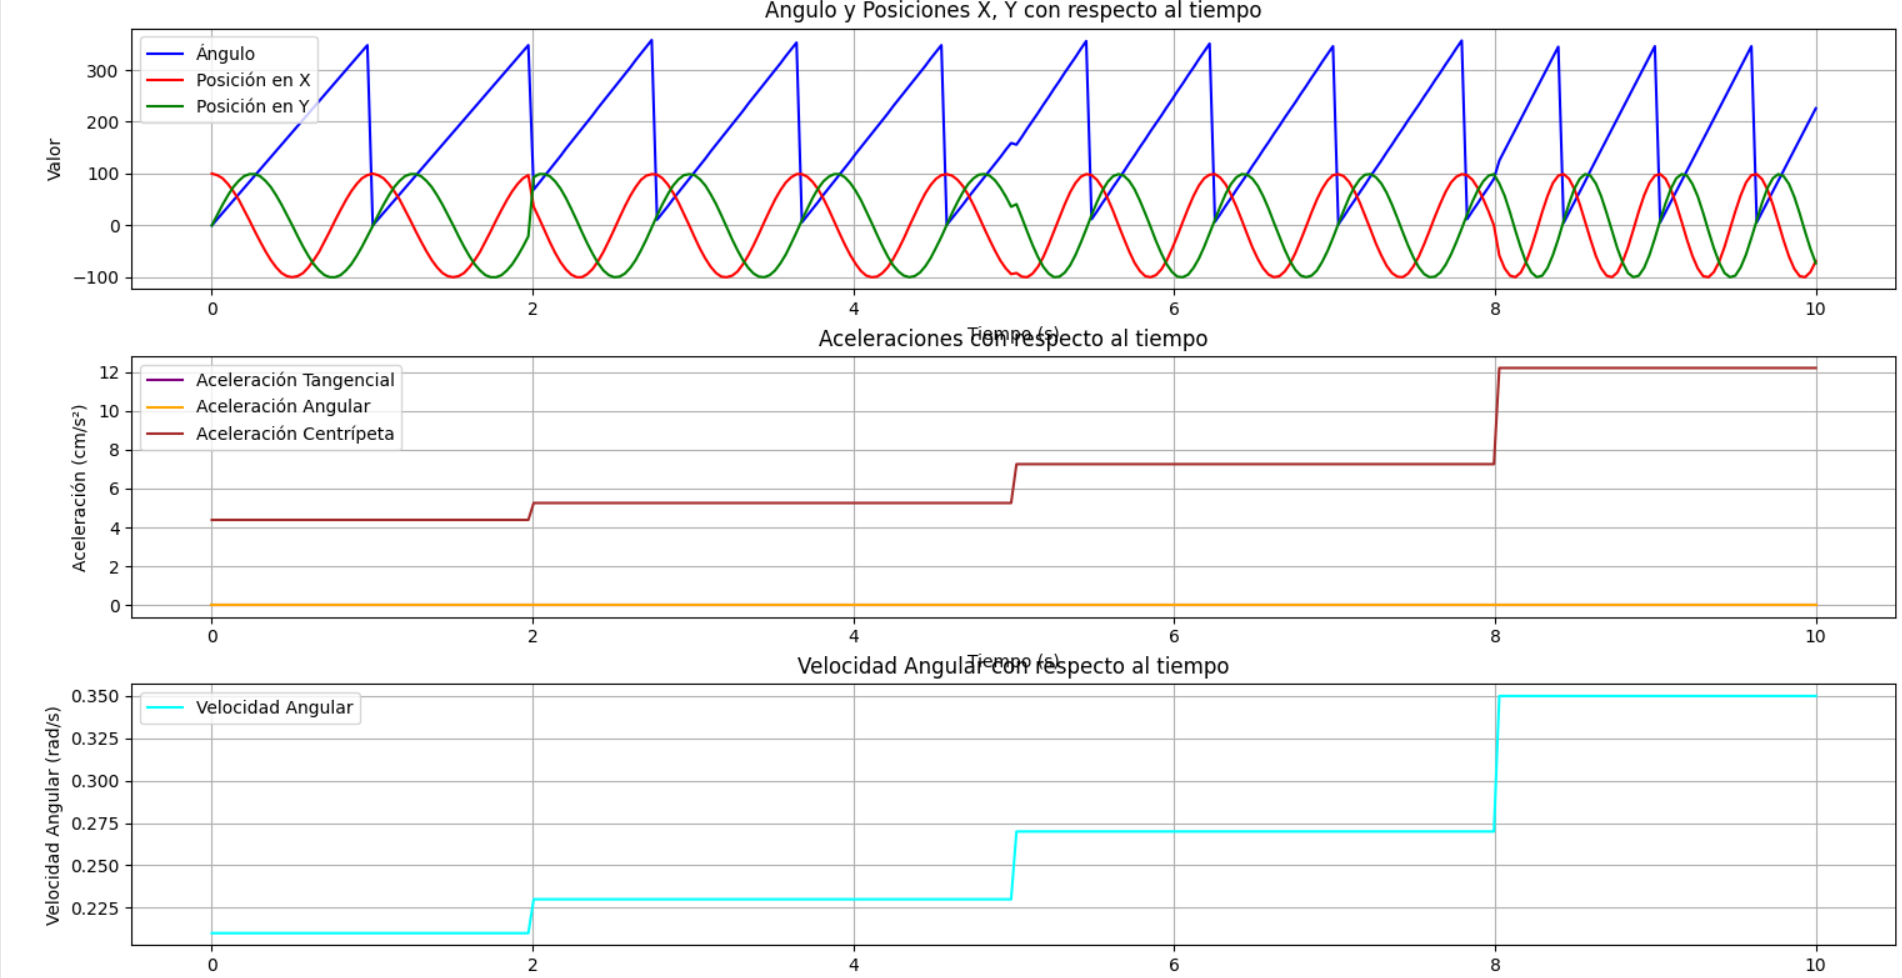 Ángulo y Posiciones X, Y con respecto al tiempo
Ángulo
Posición en X
Posición en Y
Valor
300
200
100
0
−100
0 2 4 6 8 10
Tiempo (s)
Aceleraciones con respecto al tiempo
Aceleración Tangencial
Aceleración Angular
Aceleración Centrípeta
Aceleración (cm/s²)
12
10
8
6
4
2
0
0 2 4 6 8 10
Tiempo (s)
Velocidad Angular con respecto al tiempo
Velocidad Angular
Velocidad Angular (rad/s)
0.350
0.325
0.300
0.275
0.250
0.225
0 2 4 6 8 10